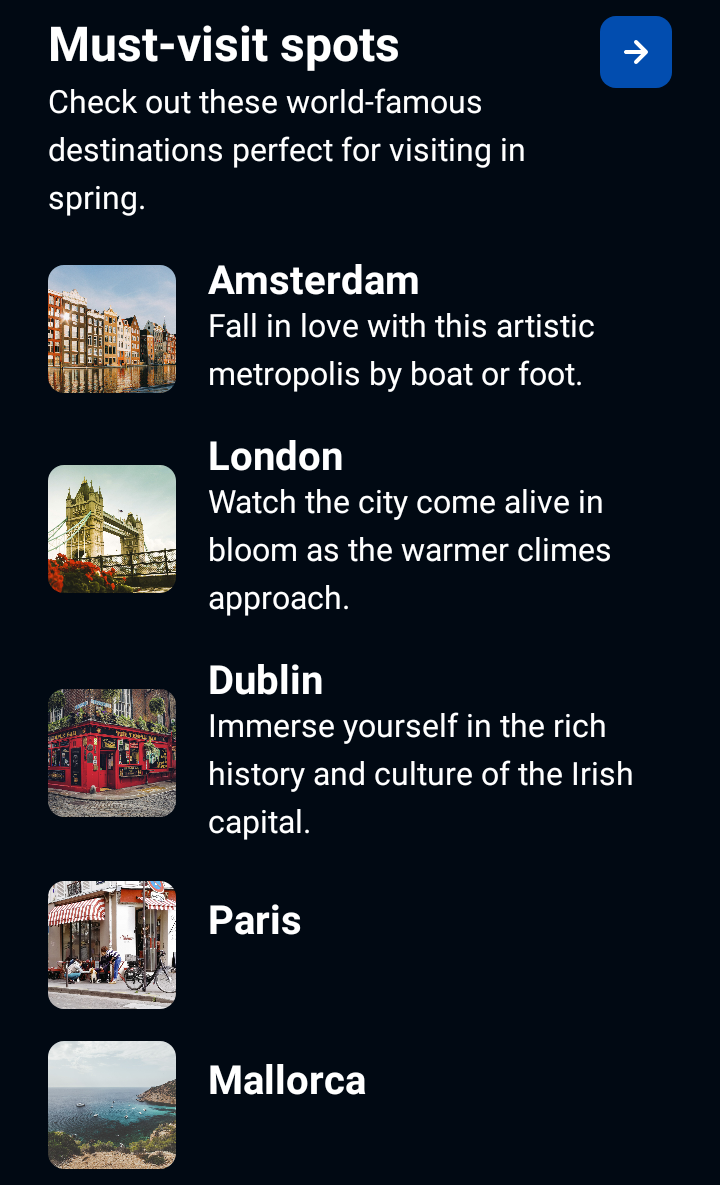 Must-visit spots
Check out these world-famous
destinations perfect for visiting in
spring.
Amsterdam
Fall in love with this artistic
metropolis by boat or foot.
London
Watch the city come alive in
bloom as the warmer climes
approach.
Dublin
Immerse yourself in the rich
history and culture of the Irish
capital.
Paris
Mallorca